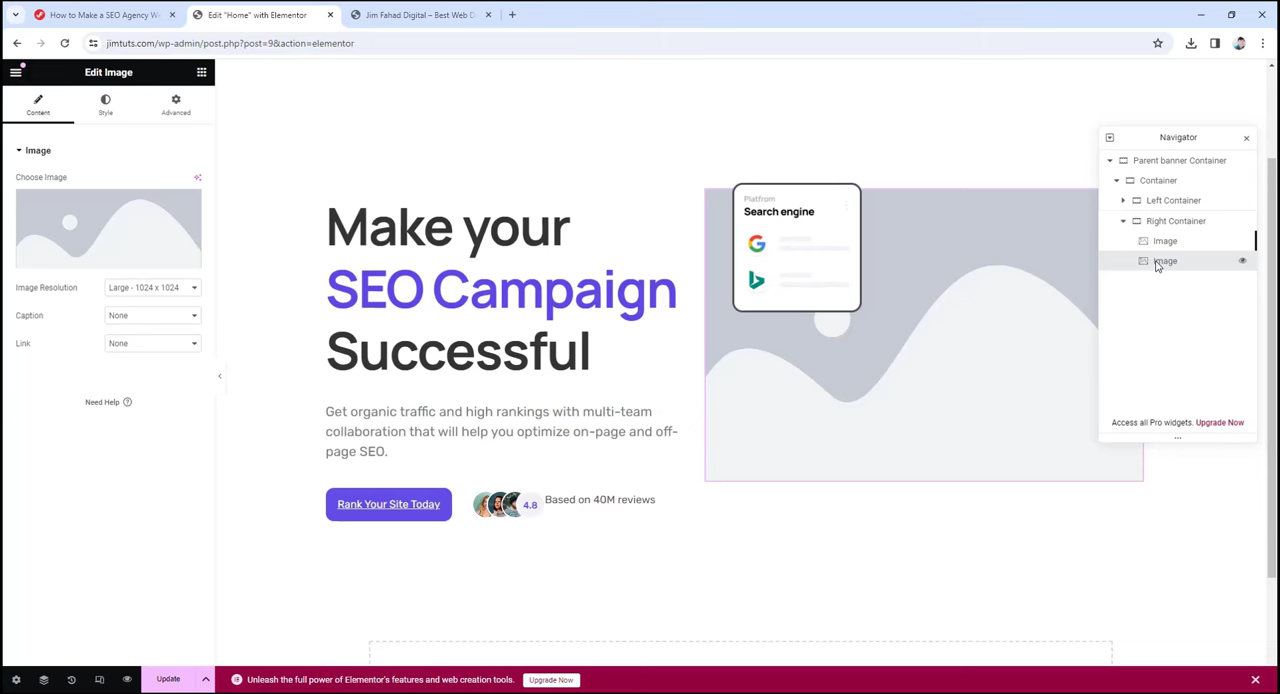 How to Make a SEO Agency We
Edit "Home" with Elementor
Jim Fahad Digital – Best Web D
jimtuts.com/wp-admin/post.php?post=9&action=elementor
Edit Image
Content
Style
Advanced
Image
Choose Image
Image Resolution
Large - 1024 x 1024
Caption
None
Link
None
Need Help
Make your
SEO Campaign
Successful
Get organic traffic and high rankings with multi-team
collaboration that will help you optimize on-page and off-
page SEO.
Rank Your Site Today
4.8
Based on 40M reviews
Platfrom
Search engine
Navigator
Parent banner Container
Container
Left Container
Right Container
Image
Image
Access all Pro widgets. Upgrade Now
Update
Unleash the full power of Elementor's features and web creation tools.
Upgrade Now